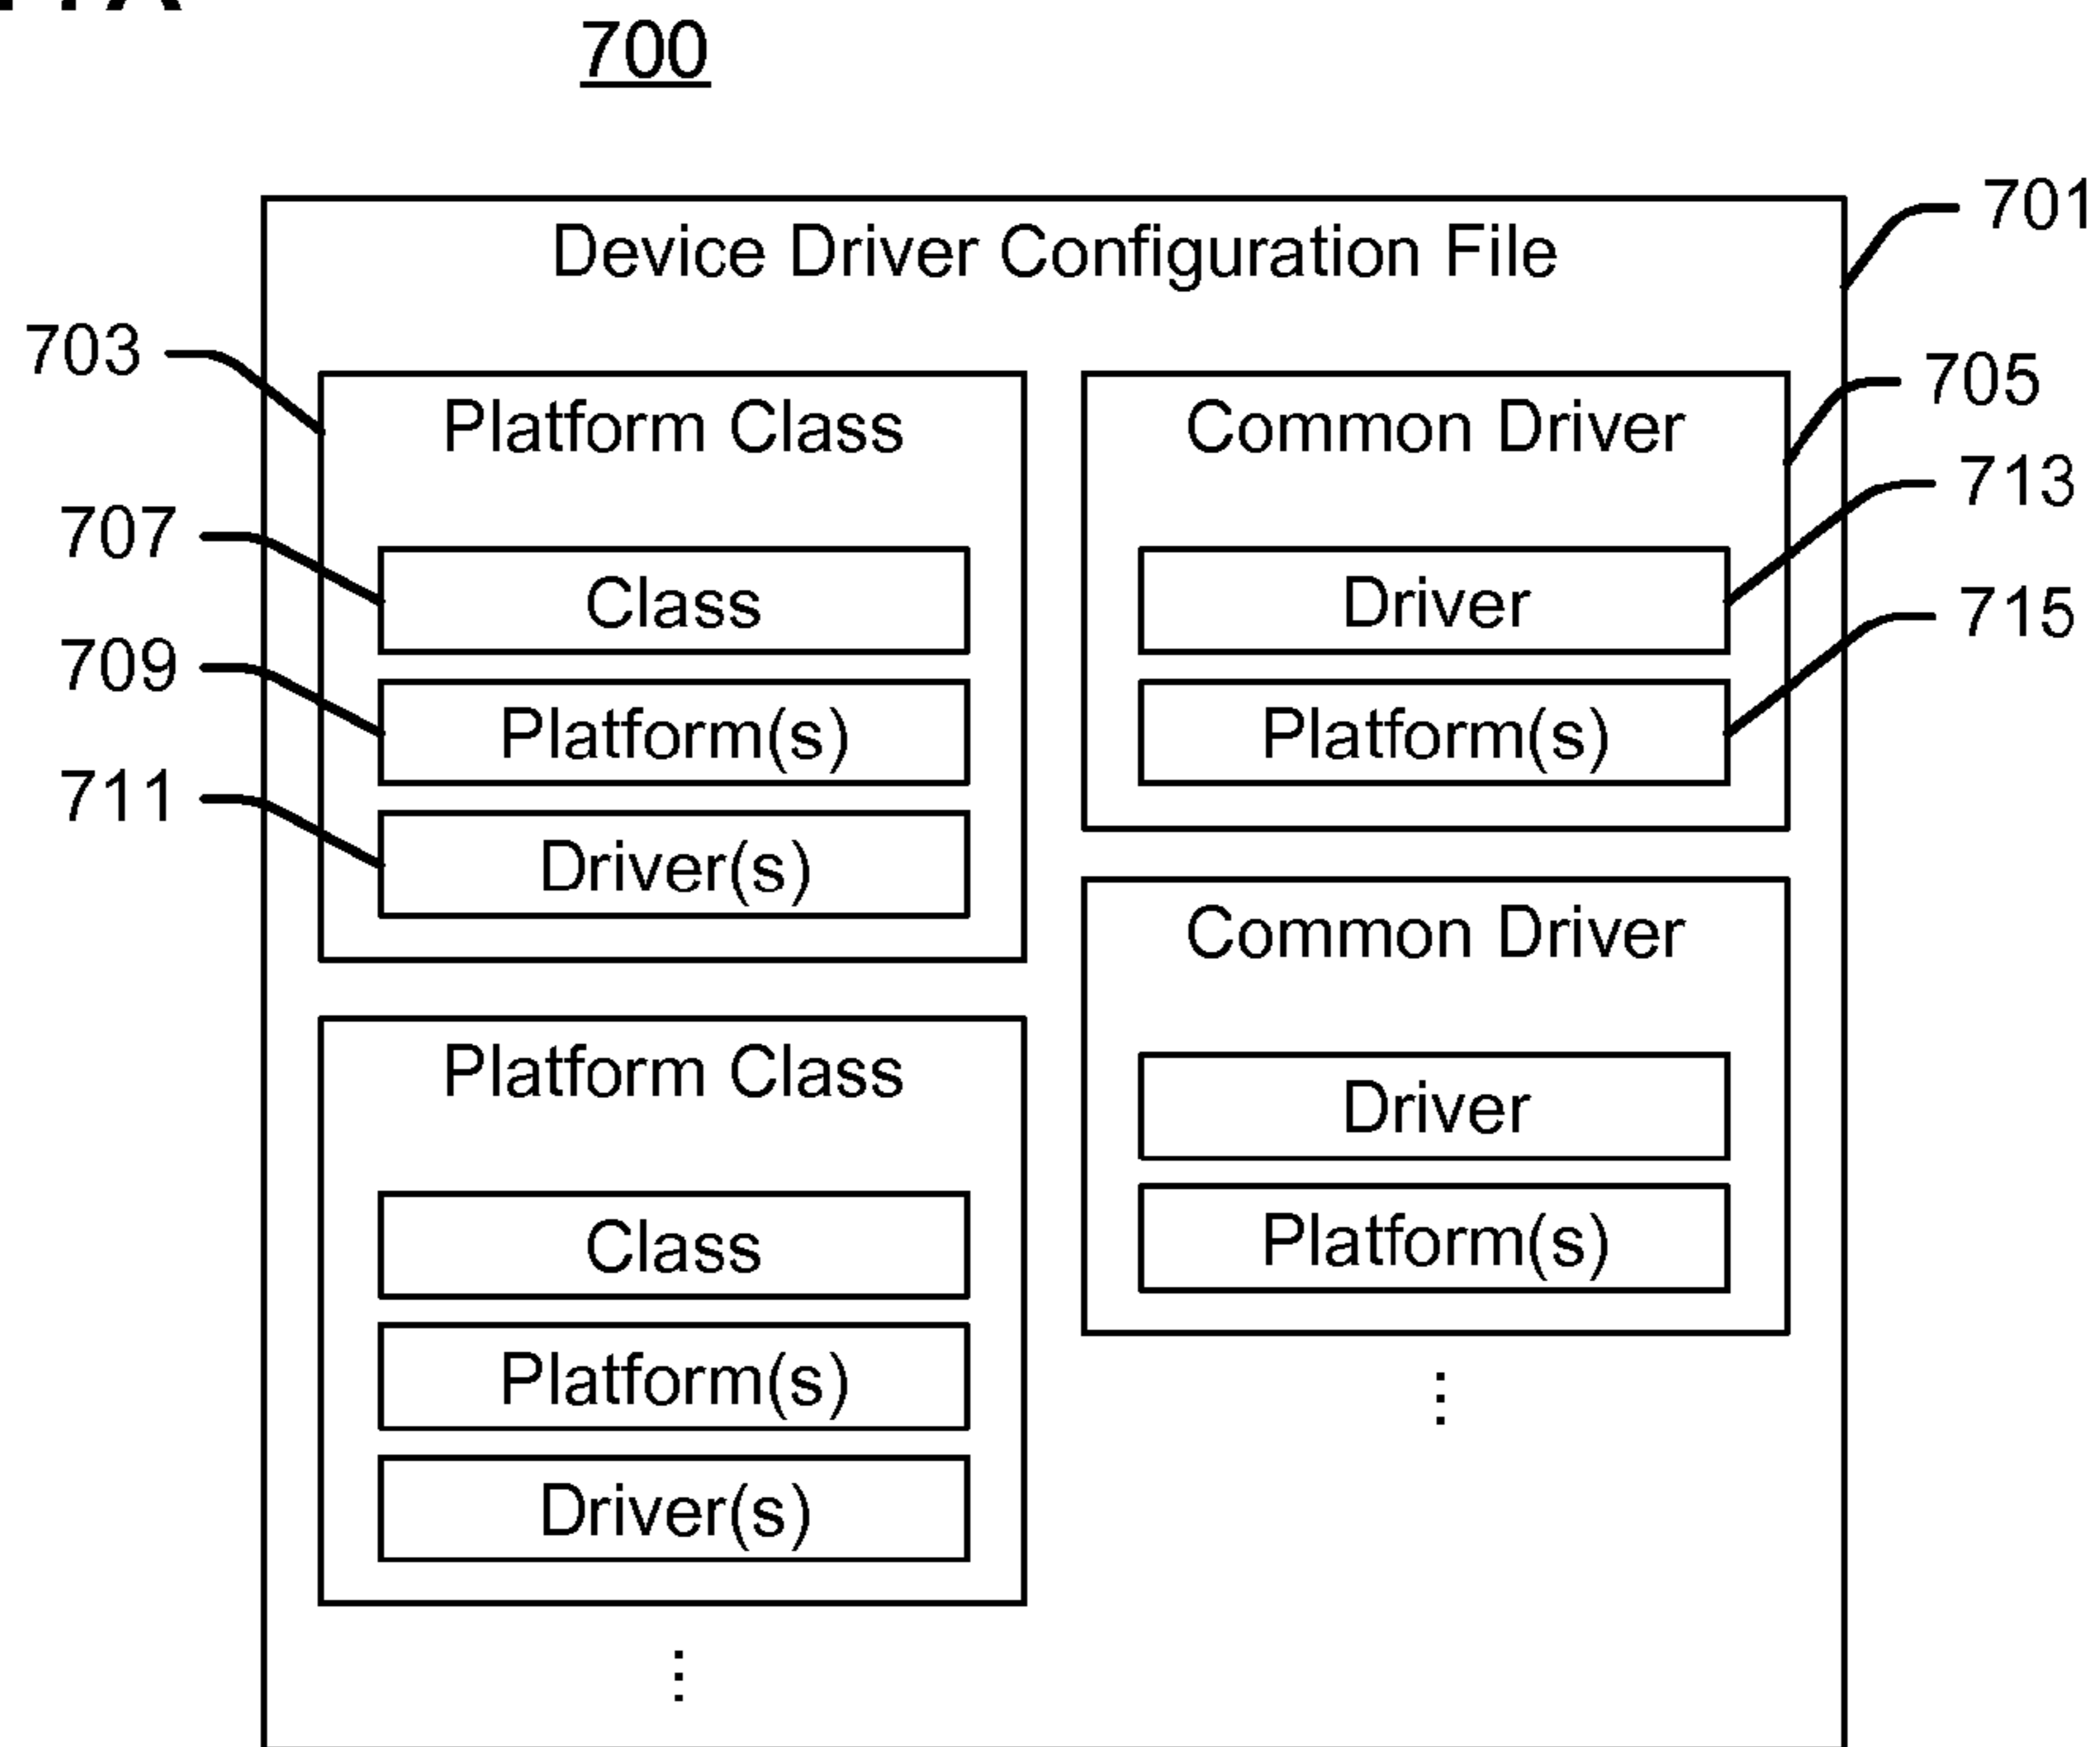 700
701
Device Driver Configuration File
703
Platform Class
707
Class
709
Platform(s)
711
Driver(s)
705
Common Driver
713
Driver
715
Platform(s)
Platform Class
Class
Platform(s)
Driver(s)
⋮
Common Driver
Driver
Platform(s)
⋮